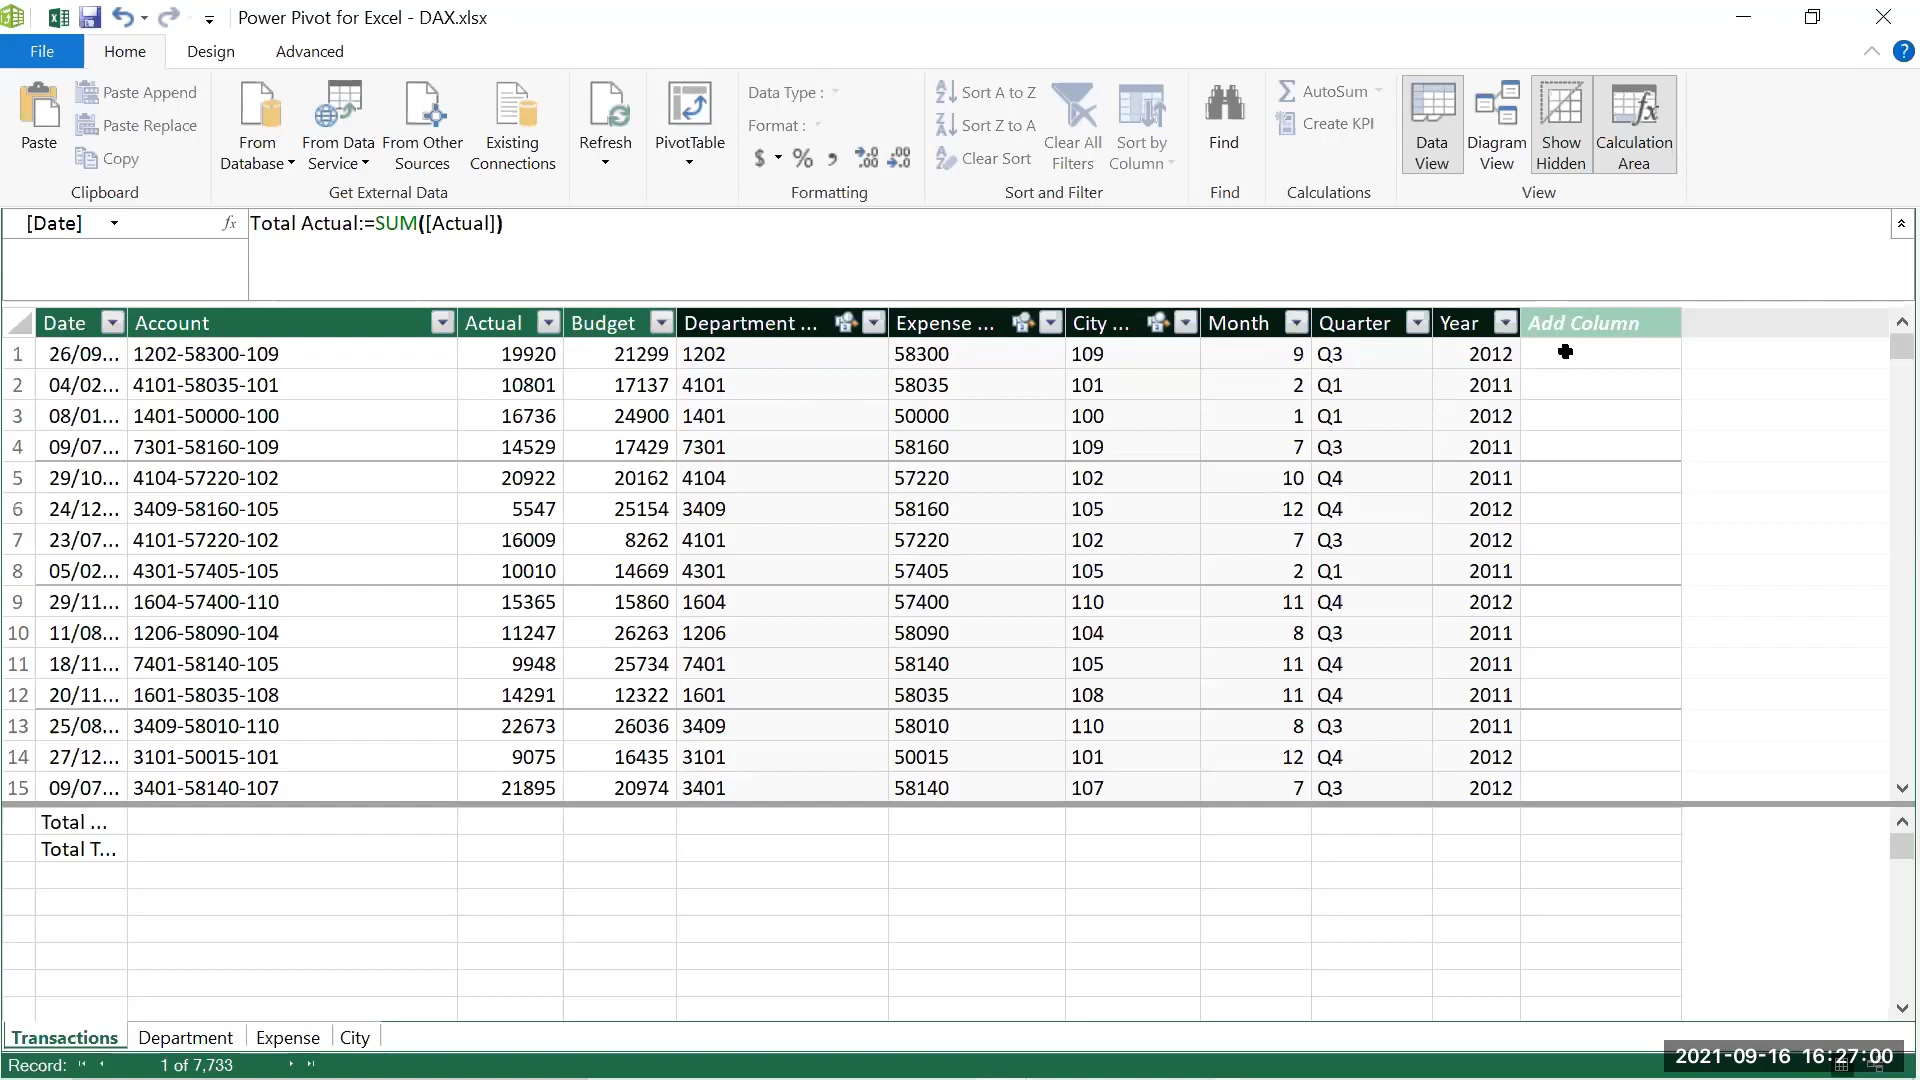 Power Pivot for Excel - DAX.xlsx
File Home Design Advanced ?
Paste
Paste Append
Paste Replace
Copy
Clipboard
From Database
From Data Service
From Other Sources
Existing Connections
Get External Data
Refresh
PivotTable
Data Type :
Format :
$ % , .00 .00
Formatting
Sort A to Z
Sort Z to A
Clear Sort
Clear All Filters
Sort by Column
Sort and Filter
Find
Find
AutoSum
Create KPI
Calculations
Data View
Diagram View
Show Hidden
Calculation Area
View
[Date] fx Total Actual:=SUM([Actual])
Date Account Actual Budget Department ... Expense ... City ... Month Quarter Year Add Column
1 26/09... 1202-58300-109 19920 21299 1202 58300 109 9 Q3 2012
2 04/02... 4101-58035-101 10801 17137 4101 58035 101 2 Q1 2011
3 08/01... 1401-50000-100 16736 24900 1401 50000 100 1 Q1 2012
4 09/07... 7301-58160-109 14529 17429 7301 58160 109 7 Q3 2011
5 29/10... 4104-57220-102 20922 20162 4104 57220 102 10 Q4 2011
6 24/12... 3409-58160-105 5547 25154 3409 58160 105 12 Q4 2012
7 23/07... 4101-57220-102 16009 8262 4101 57220 102 7 Q3 2012
8 05/02... 4301-57405-105 10010 14669 4301 57405 105 2 Q1 2011
9 29/11... 1604-57400-110 15365 15860 1604 57400 110 11 Q4 2012
10 11/08... 1206-58090-104 11247 26263 1206 58090 104 8 Q3 2011
11 18/11... 7401-58140-105 9948 25734 7401 58140 105 11 Q4 2011
12 20/11... 1601-58035-108 14291 12322 1601 58035 108 11 Q4 2011
13 25/08... 3409-58010-110 22673 26036 3409 58010 110 8 Q3 2011
14 27/12... 3101-50015-101 9075 16435 3101 50015 101 12 Q4 2012
15 09/07... 3401-58140-107 21895 20974 3401 58140 107 7 Q3 2012
Total ...
Total T...
Transactions Department Expense City
Record: 1 of 7,733
2021-09-16 16:27:00